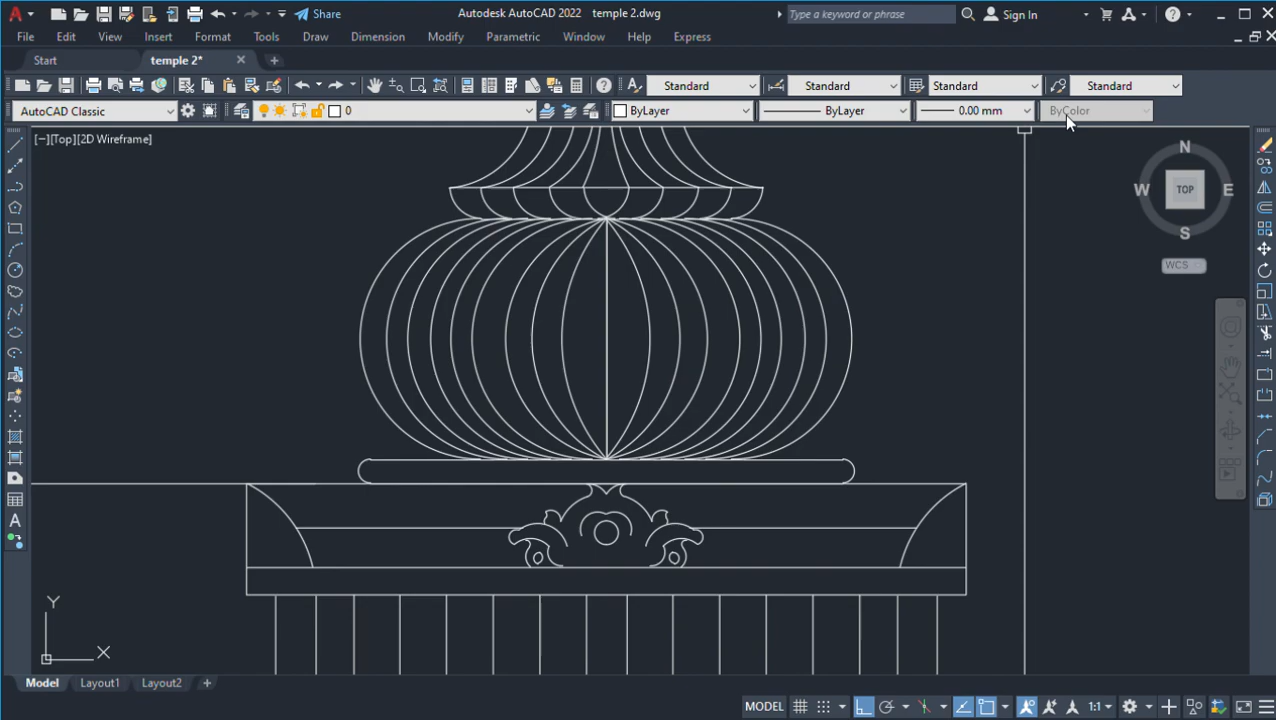 A Share Autodesk AutoCAD 2022 temple 2.dwg Type a keyword or phrase Sign In
File Edit View Insert Format Tools Draw Dimension Modify Parametric Window Help Express
Start temple 2*
Standard Standard Standard Standard
AutoCAD Classic 0 ByLayer ByLayer 0.00 mm ByColor
[−][Top][2D Wireframe]
N
W TOP E
S
WCS
A
Y
X
Model Layout1 Layout2
MODEL 1:1